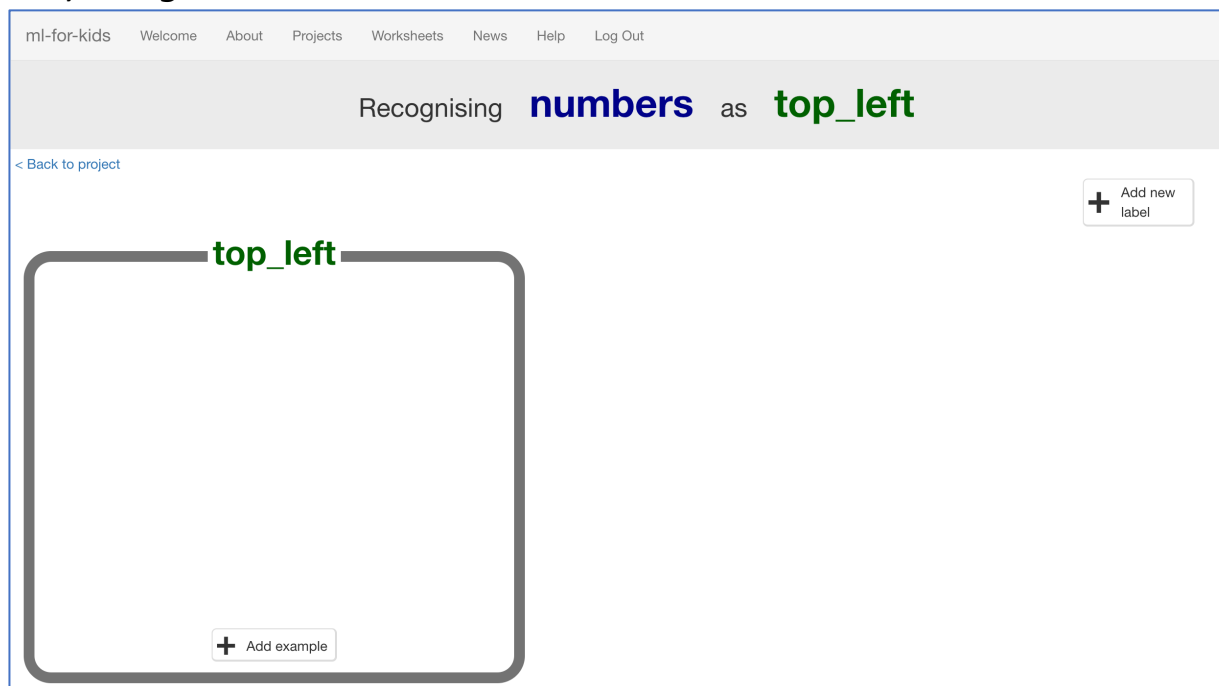 ml-for-kids Welcome About Projects Worksheets News Help Log Out
Recognising numbers as top_left
< Back to project
Add new
label
top_left
Add example